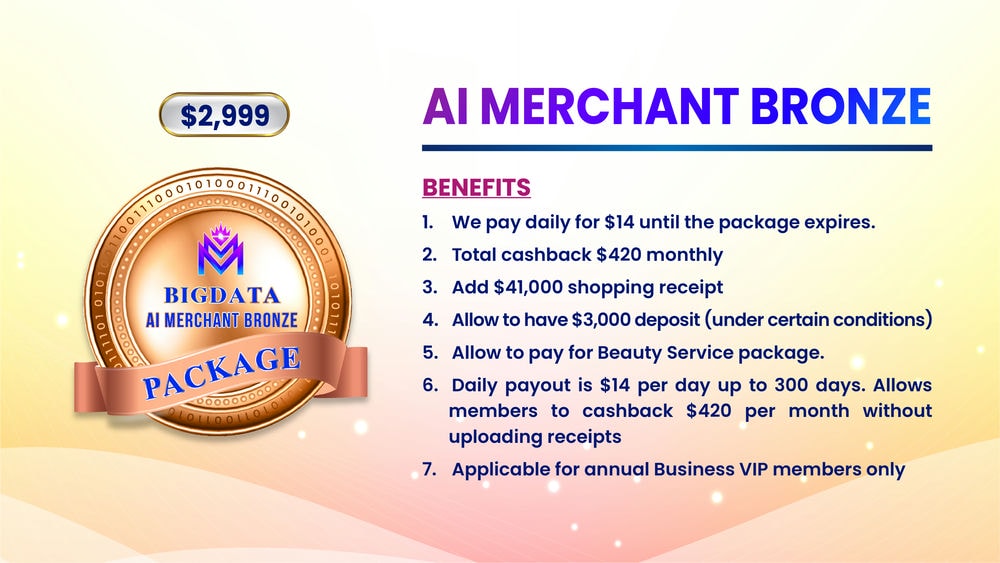 $2,999
AI MERCHANT BRONZE
BENEFITS
1. We pay daily for $14 until the package expires.
2. Total cashback $420 monthly
3. Add $41,000 shopping receipt
4. Allow to have $3,000 deposit (under certain conditions)
5. Allow to pay for Beauty Service package.
6. Daily payout is $14 per day up to 300 days. Allows
members to cashback $420 per month without
uploading receipts
7. Applicable for annual Business VIP members only
BIGDATA
AI MERCHANT BRONZE
PACKAGE